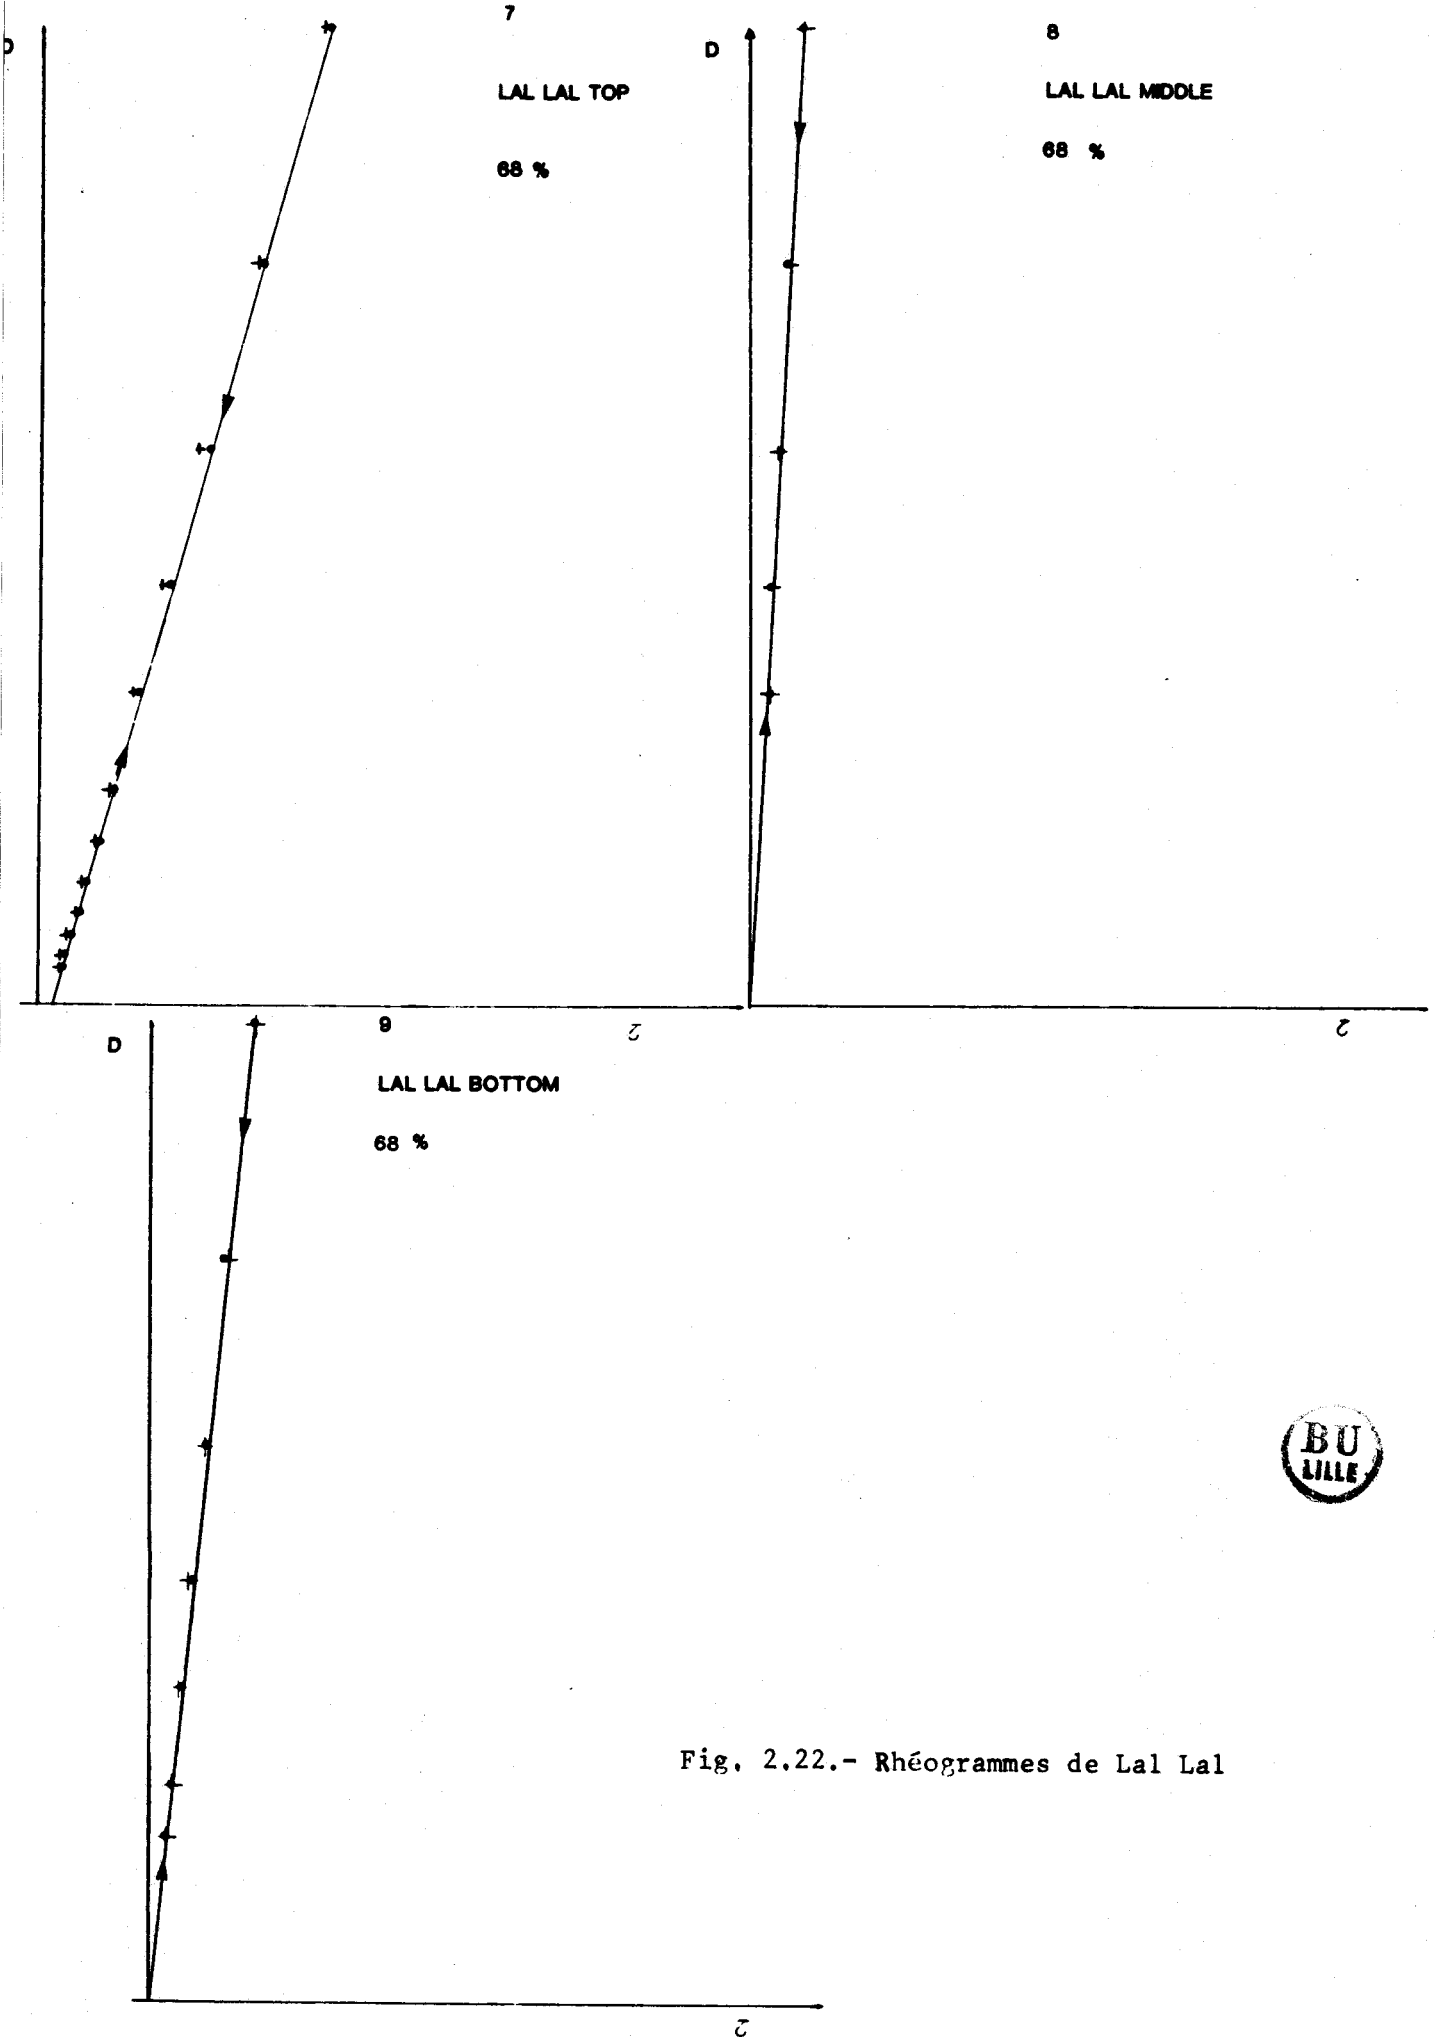 7
D
LAL LAL TOP
68 %
8
D
LAL LAL MIDDLE
68 %
τ
τ
9
D
LAL LAL BOTTOM
68 %
BU
LILLE
Fig. 2.22.- Rhéogrammes de Lal Lal
τ